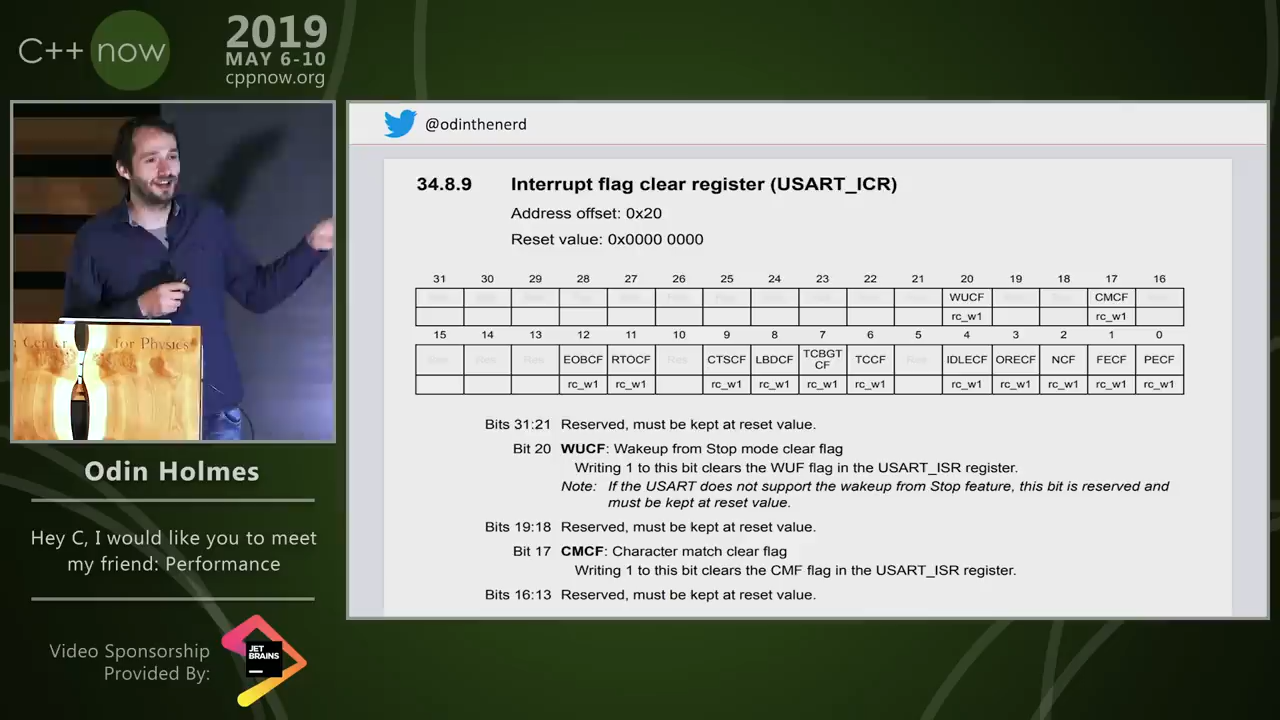 C++ now
2019
MAY 6-10
cppnow.org
@odinthenerd
34.8.9 Interrupt flag clear register (USART_ICR)
Address offset: 0x20
Reset value: 0x0000 0000
31 30 29 28 27 26 25 24 23 22 21 20 19 18 17 16
WUCF CMCF
rc_w1 rc_w1
15 14 13 12 11 10 9 8 7 6 5 4 3 2 1 0
Res Res Res EOBCF RTOCF Res CTSCF LBDCF TCBGT CF TCCF Res IDLECF ORECF NCF FECF PECF
rc_w1 rc_w1 rc_w1 rc_w1 rc_w1 rc_w1 rc_w1 rc_w1 rc_w1 rc_w1 rc_w1
Bits 31:21 Reserved, must be kept at reset value.
Bit 20 WUCF: Wakeup from Stop mode clear flag
Writing 1 to this bit clears the WUF flag in the USART_ISR register.
Note: If the USART does not support the wakeup from Stop feature, this bit is reserved and
must be kept at reset value.
Bits 19:18 Reserved, must be kept at reset value.
Bit 17 CMCF: Character match clear flag
Writing 1 to this bit clears the CMF flag in the USART_ISR register.
Bits 16:13 Reserved, must be kept at reset value.
Center for Physics
Odin Holmes
Hey C, I would like you to meet
my friend: Performance
Video Sponsorship
Provided By:
JET
BRAINS